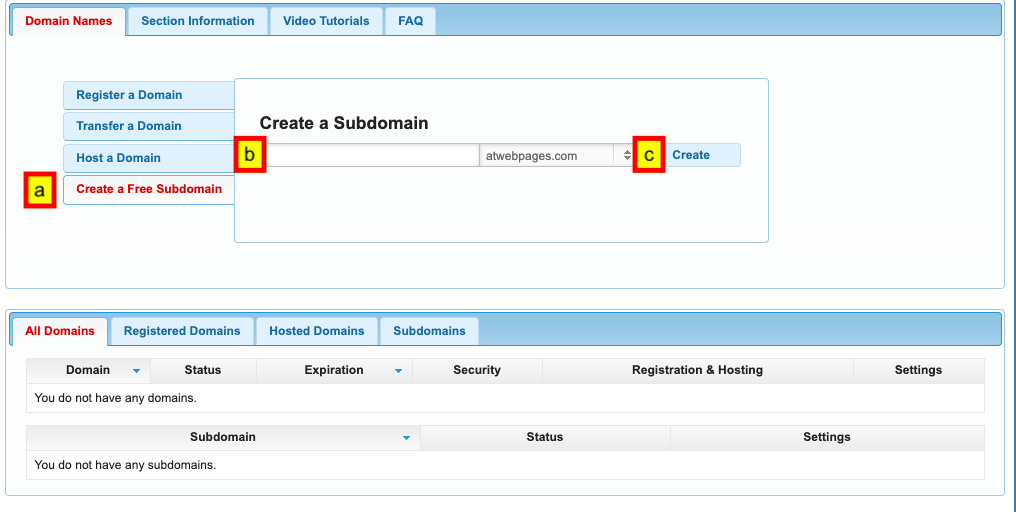 Domain Names Section Information Video Tutorials FAQ
Register a Domain
Create a Subdomain
Transfer a Domain
b atwebpages.com c Create
Host a Domain
a Create a Free Subdomain
All Domains Registered Domains Hosted Domains Subdomains
Domain Status Expiration Security Registration & Hosting Settings
You do not have any domains.
Subdomain Status Settings
You do not have any subdomains.